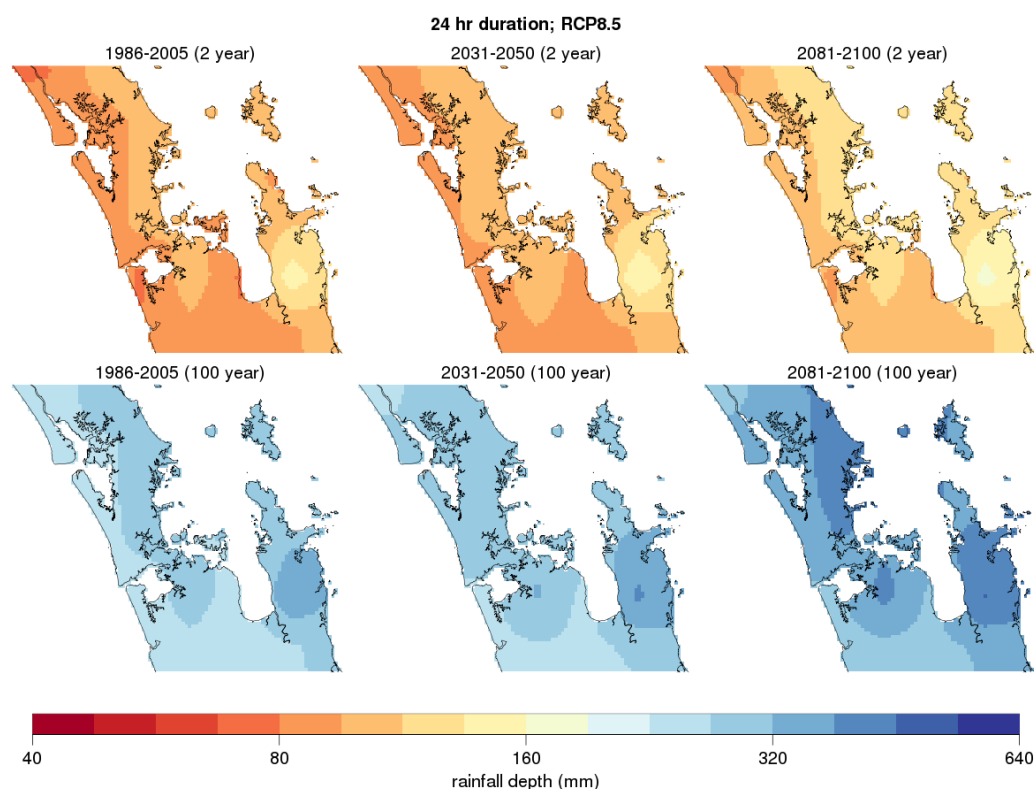 24 hr duration; RCP8.5
1986-2005 (2 year)
2031-2050 (2 year)
2081-2100 (2 year)
1986-2005 (100 year)
2031-2050 (100 year)
2081-2100 (100 year)
40
80
160
320
640
rainfall depth (mm)